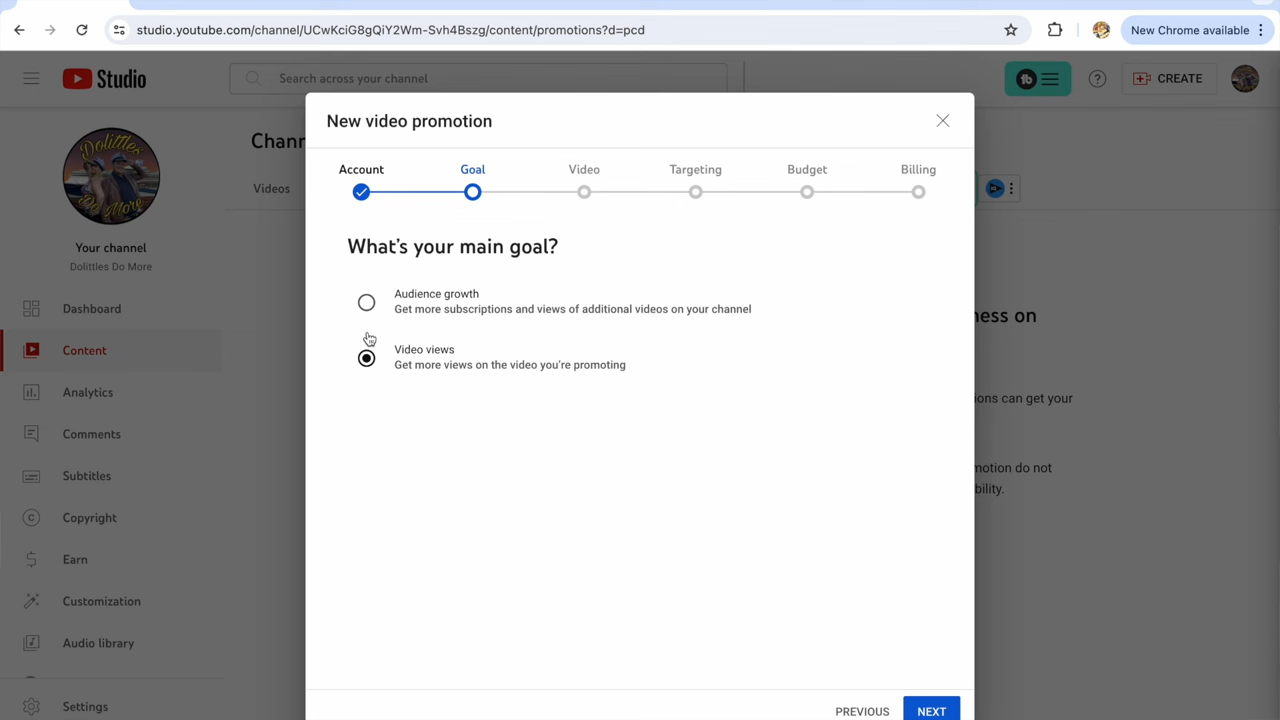 studio.youtube.com/channel/UCwKciG8gQiY2Wm-Svh4Bszg/content/promotions?d=pcd
New Chrome available
Studio
Search across your channel
CREATE
Dolittles
Do More
Your channel
Dolittles Do More
Dashboard
Content
Analytics
Comments
Subtitles
Copyright
Earn
Customization
Audio library
Settings
Chann
Videos
New video promotion
Account
Goal
Video
Targeting
Budget
Billing
What's your main goal?
Audience growth
Get more subscriptions and views of additional videos on your channel
Video views
Get more views on the video you're promoting
PREVIOUS
NEXT
ness on
ions can get your
motion do not
bility.